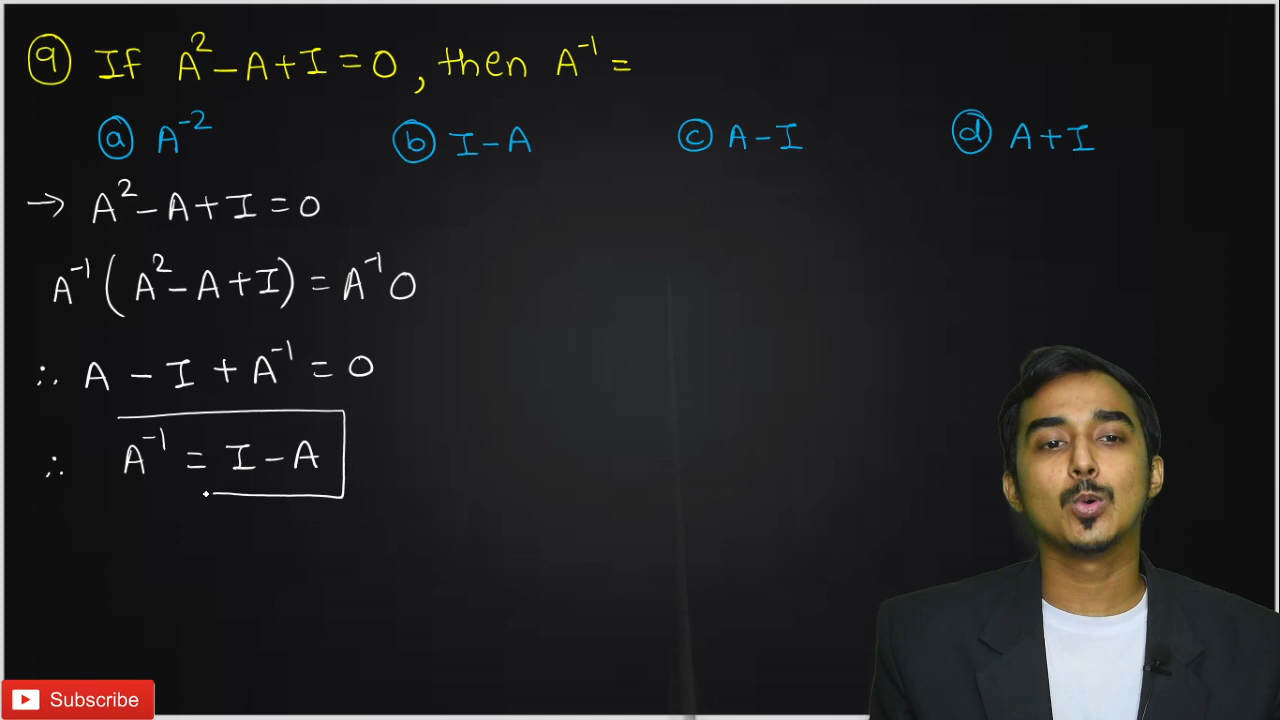 9 If A²-A+I=0, then A⁻¹=
a A⁻² b I-A c A-I d A+I
→ A²-A+I=0
A⁻¹(A²-A+I)=A⁻¹0
∴ A-I+A⁻¹=0
∴ A⁻¹=I-A
Subscribe